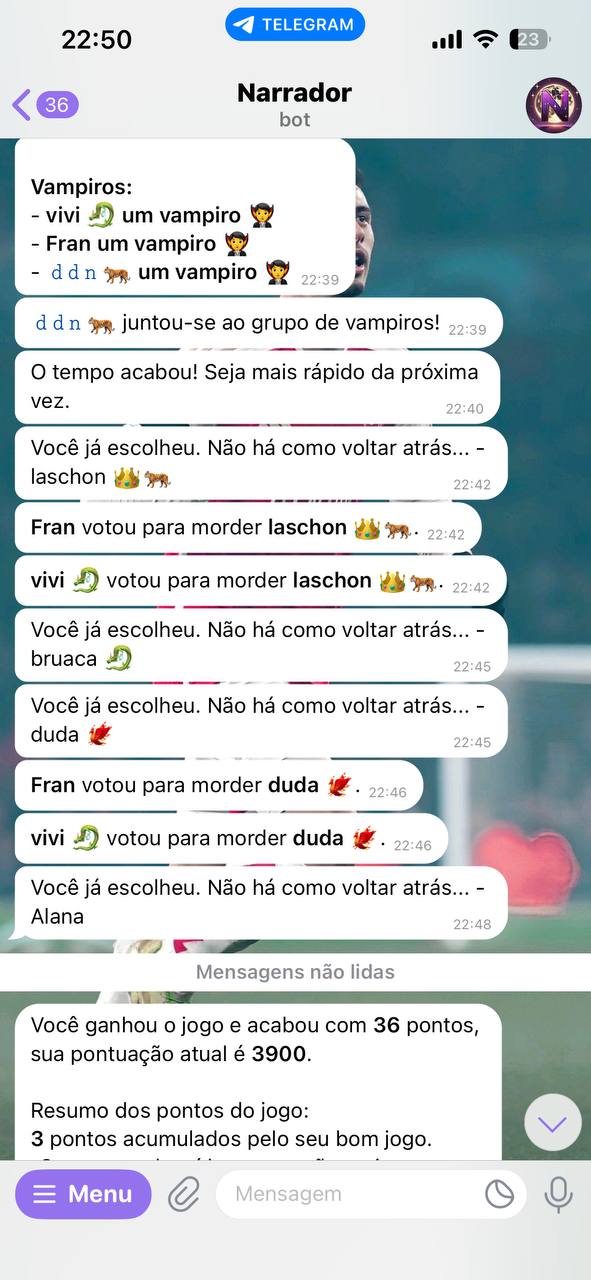 22:50
TELEGRAM
23
36
Narrador
bot
Vampiros:
- vivi 🐉 um vampiro 🧛
- Fran um vampiro 🧛
- ddn 🐅 um vampiro 🧛 22:39
ddn 🐅 juntou-se ao grupo de vampiros! 22:39
O tempo acabou! Seja mais rápido da próxima
vez. 22:40
Você já escolheu. Não há como voltar atrás... -
laschon 👑🐅 22:42
Fran votou para morder laschon 👑🐅. 22:42
vivi 🐉 votou para morder laschon 👑🐅. 22:42
Você já escolheu. Não há como voltar atrás... -
bruaca 🐉 22:45
Você já escolheu. Não há como voltar atrás... -
duda 22:45
Fran votou para morder duda . 22:46
vivi 🐉 votou para morder duda . 22:46
Você já escolheu. Não há como voltar atrás... -
Alana 22:48
Mensagens não lidas
Você ganhou o jogo e acabou com 36 pontos,
sua pontuação atual é 3900.
Resumo dos pontos do jogo:
3 pontos acumulados pelo seu bom jogo.
Menu
Mensagem